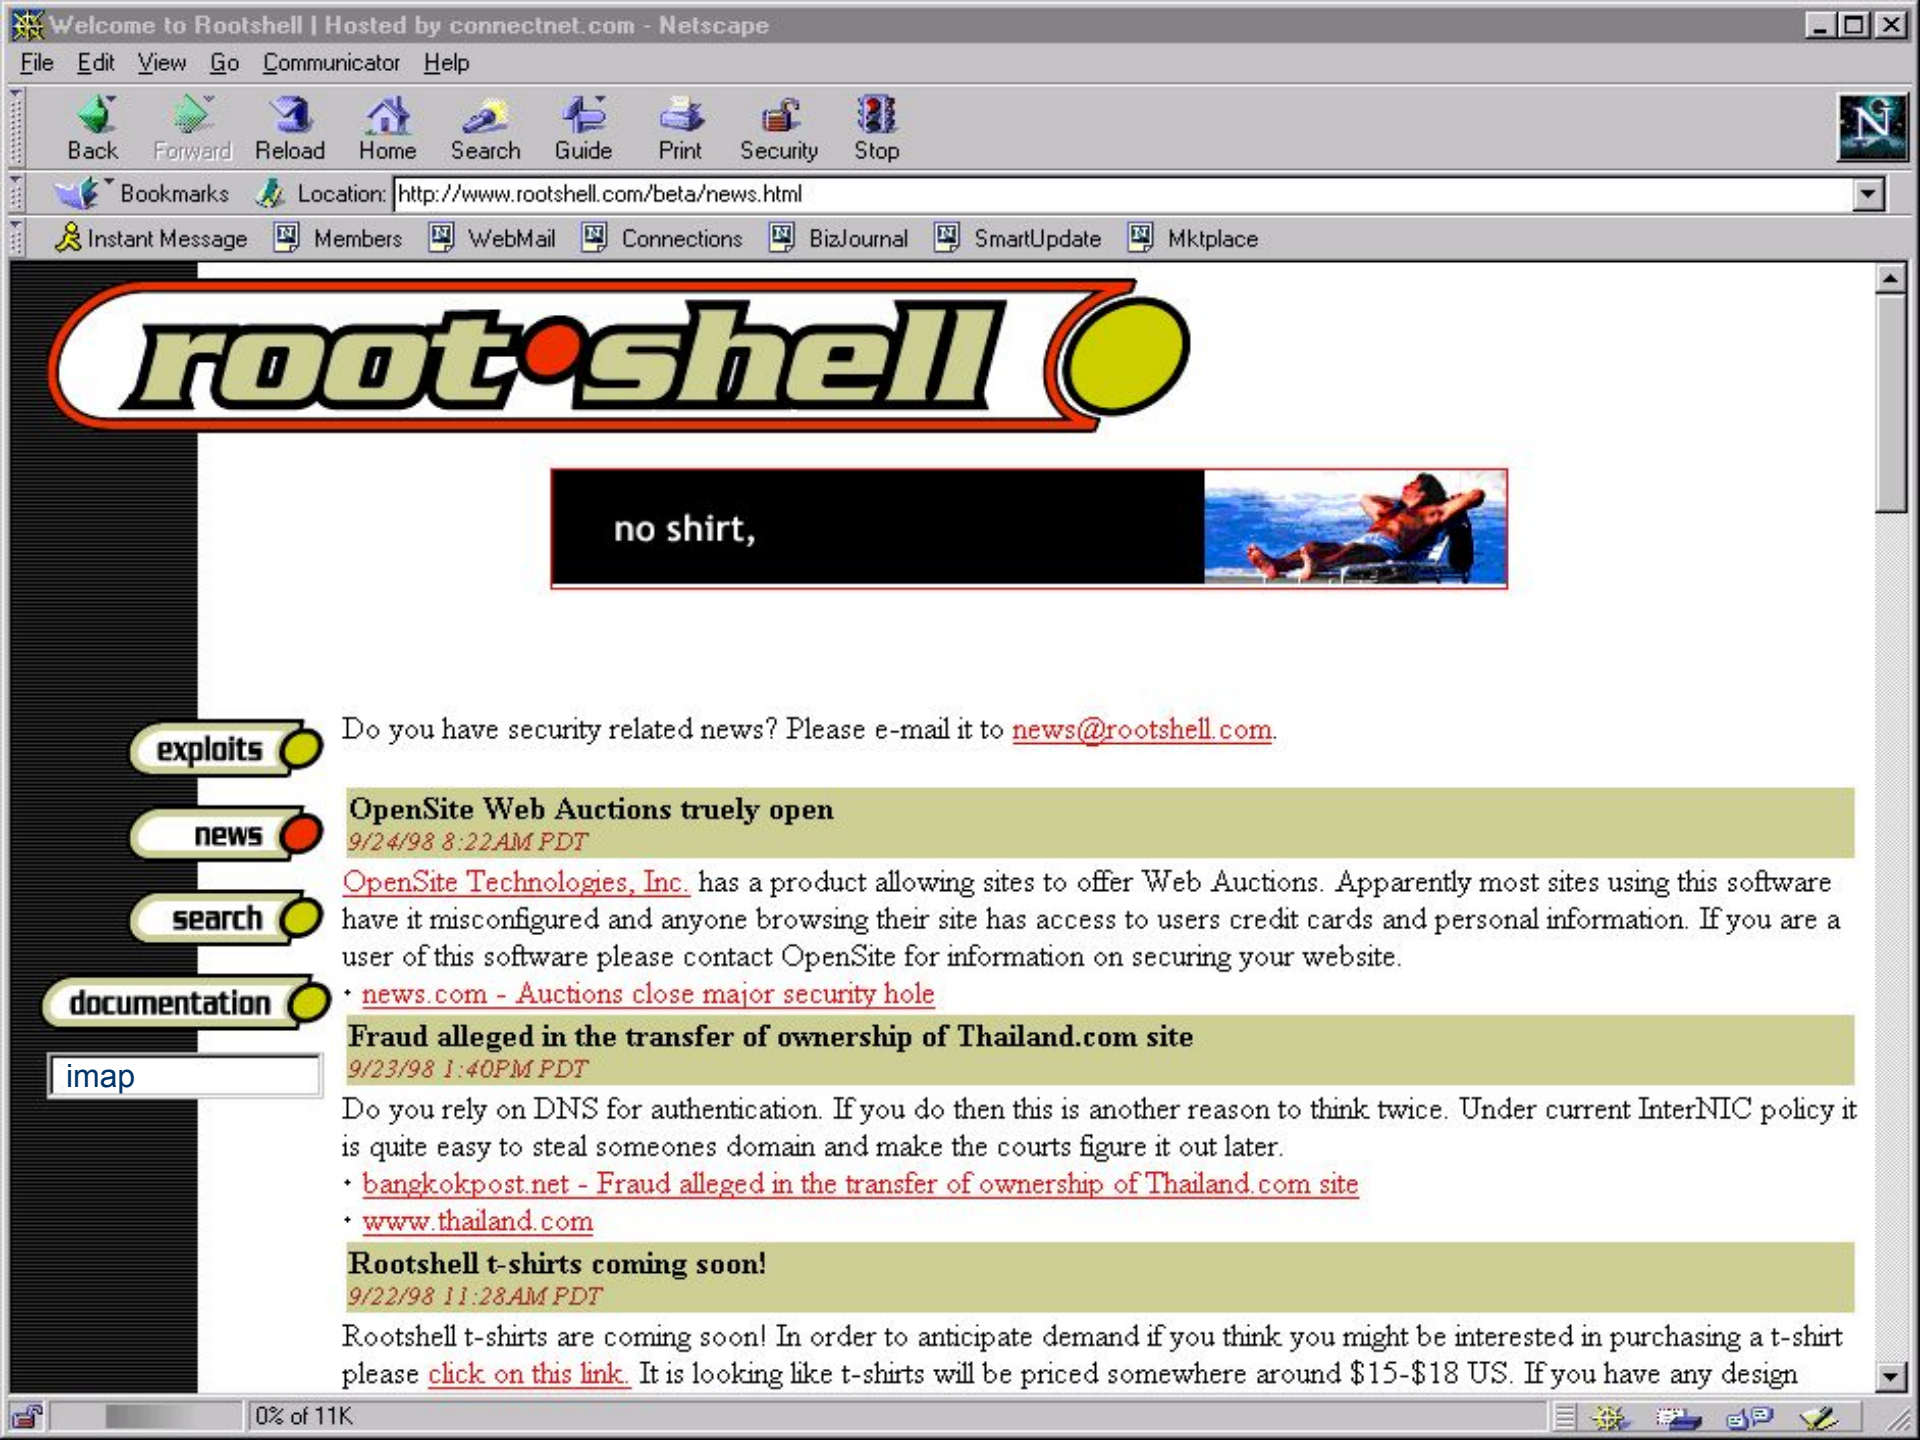 Welcome to Rootshell | Hosted by connectnet.com - Netscape
File Edit View Go Communicator Help
Back Forward Reload Home Search Guide Print Security Stop
N
Bookmarks Location: http://www.rootshell.com/beta/news.html
Instant Message Members WebMail Connections BizJournal SmartUpdate Mktplace
root•shell
no shirt,
exploits
news
search
documentation
imap
Do you have security related news? Please e-mail it to news@rootshell.com.
OpenSite Web Auctions truely open
9/24/98 8:22AM PDT
OpenSite Technologies, Inc. has a product allowing sites to offer Web Auctions. Apparently most sites using this software
have it misconfigured and anyone browsing their site has access to users credit cards and personal information. If you are a
user of this software please contact OpenSite for information on securing your website.
· news.com - Auctions close major security hole
Fraud alleged in the transfer of ownership of Thailand.com site
9/23/98 1:40PM PDT
Do you rely on DNS for authentication. If you do then this is another reason to think twice. Under current InterNIC policy it
is quite easy to steal someones domain and make the courts figure it out later.
· bangkokpost.net - Fraud alleged in the transfer of ownership of Thailand.com site
· www.thailand.com
Rootshell t-shirts coming soon!
9/22/98 11:28AM PDT
Rootshell t-shirts are coming soon! In order to anticipate demand if you think you might be interested in purchasing a t-shirt
please click on this link. It is looking like t-shirts will be priced somewhere around $15-$18 US. If you have any design
0% of 11K